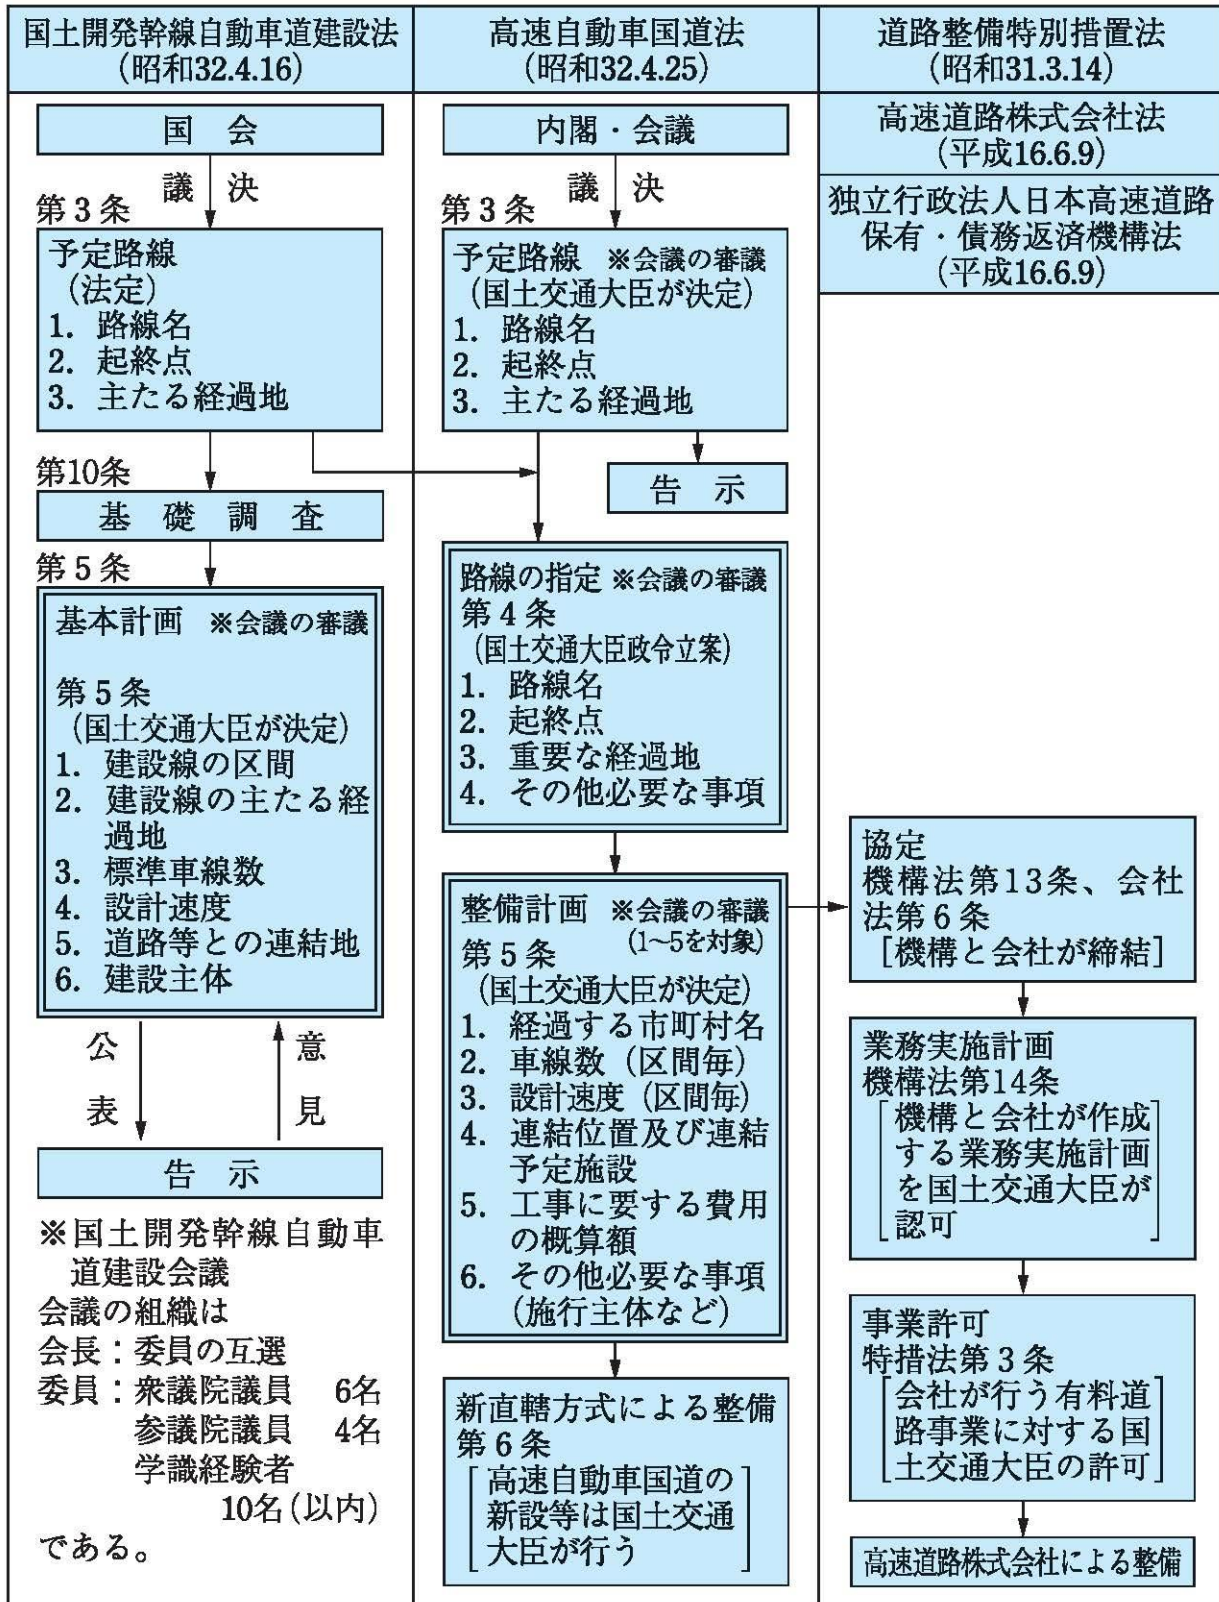 国土開発幹線自動車道建設法
(昭和32.4.16)
国 会
議 決
第3条
予定路線
(法定)
1. 路線名
2. 起終点
3. 主たる経過地
第10条
基 礎 調 査
第5条
基本計画 ※会議の審議
第5条
(国土交通大臣が決定)
1. 建設線の区間
2. 建設線の主たる経
過地
3. 標準車線数
4. 設計速度
5. 道路等との連結地
6. 建設主体
公表
意見
告 示
※国土開発幹線自動車
道建設会議
会議の組織は
会長:委員の互選
委員:衆議院議員 6名
参議院議員 4名
学識経験者
10名(以内)
である。
高速自動車国道法
(昭和32.4.25)
内閣・会議
議 決
第3条
予定路線 ※会議の審議
(国土交通大臣が決定)
1. 路線名
2. 起終点
3. 主たる経過地
告 示
路線の指定 ※会議の審議
第4条
(国土交通大臣政令立案)
1. 路線名
2. 起終点
3. 重要な経過地
4. その他必要な事項
整備計画 ※会議の審議
(1~5を対象)
第5条
(国土交通大臣が決定)
1. 経過する市町村名
2. 車線数(区間毎)
3. 設計速度(区間毎)
4. 連結位置及び連結
予定施設
5. 工事に要する費用
の概算額
6. その他必要な事項
(施行主体など)
新直轄方式による整備
第6条
[高速自動車国道の
新設等は国土交通
大臣が行う]
道路整備特別措置法
(昭和31.3.14)
高速道路株式会社法
(平成16.6.9)
独立行政法人日本高速道路
保有・債務返済機構法
(平成16.6.9)
協定
機構法第13条、会社
法第6条
[機構と会社が締結]
業務実施計画
機構法第14条
[機構と会社が作成
する業務実施計画
を国土交通大臣が
認可]
事業許可
特措法第3条
[会社が行う有料道
路事業に対する国
土交通大臣の許可]
高速道路株式会社による整備